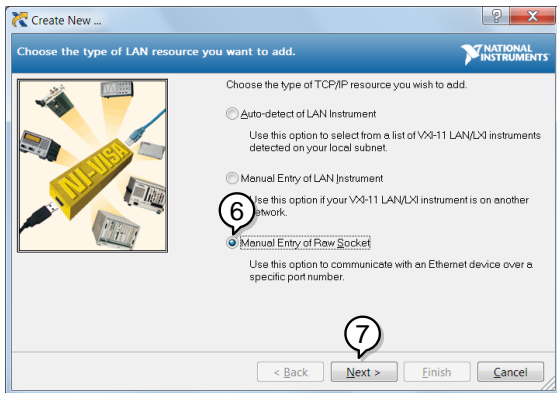 Create New ...
Choose the type of LAN resource you want to add.
NATIONAL
INSTRUMENTS
Choose the type of TCP/IP resource you wish to add.
Auto-detect of LAN Instrument
Use this option to select from a list of VXI-11 LAN/LXI instruments
detected on your local subnet.
Manual Entry of LAN Instrument
Use this option if your VXI-11 LAN/LXI instrument is on another
network.
6
Manual Entry of Raw Socket
Use this option to communicate with an Ethernet device over a
specific port number.
NI-VISA
7
< Back
Next >
Finish
Cancel